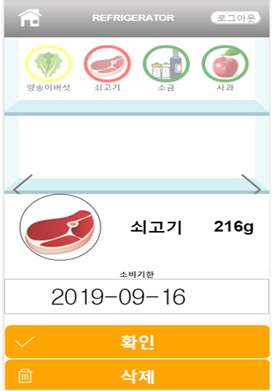 REFRIGERATOR 로그아웃
양송이버섯 쇠고기 소금 사과
쇠고기 216g
소비기한
2019-09-16
확인
삭제